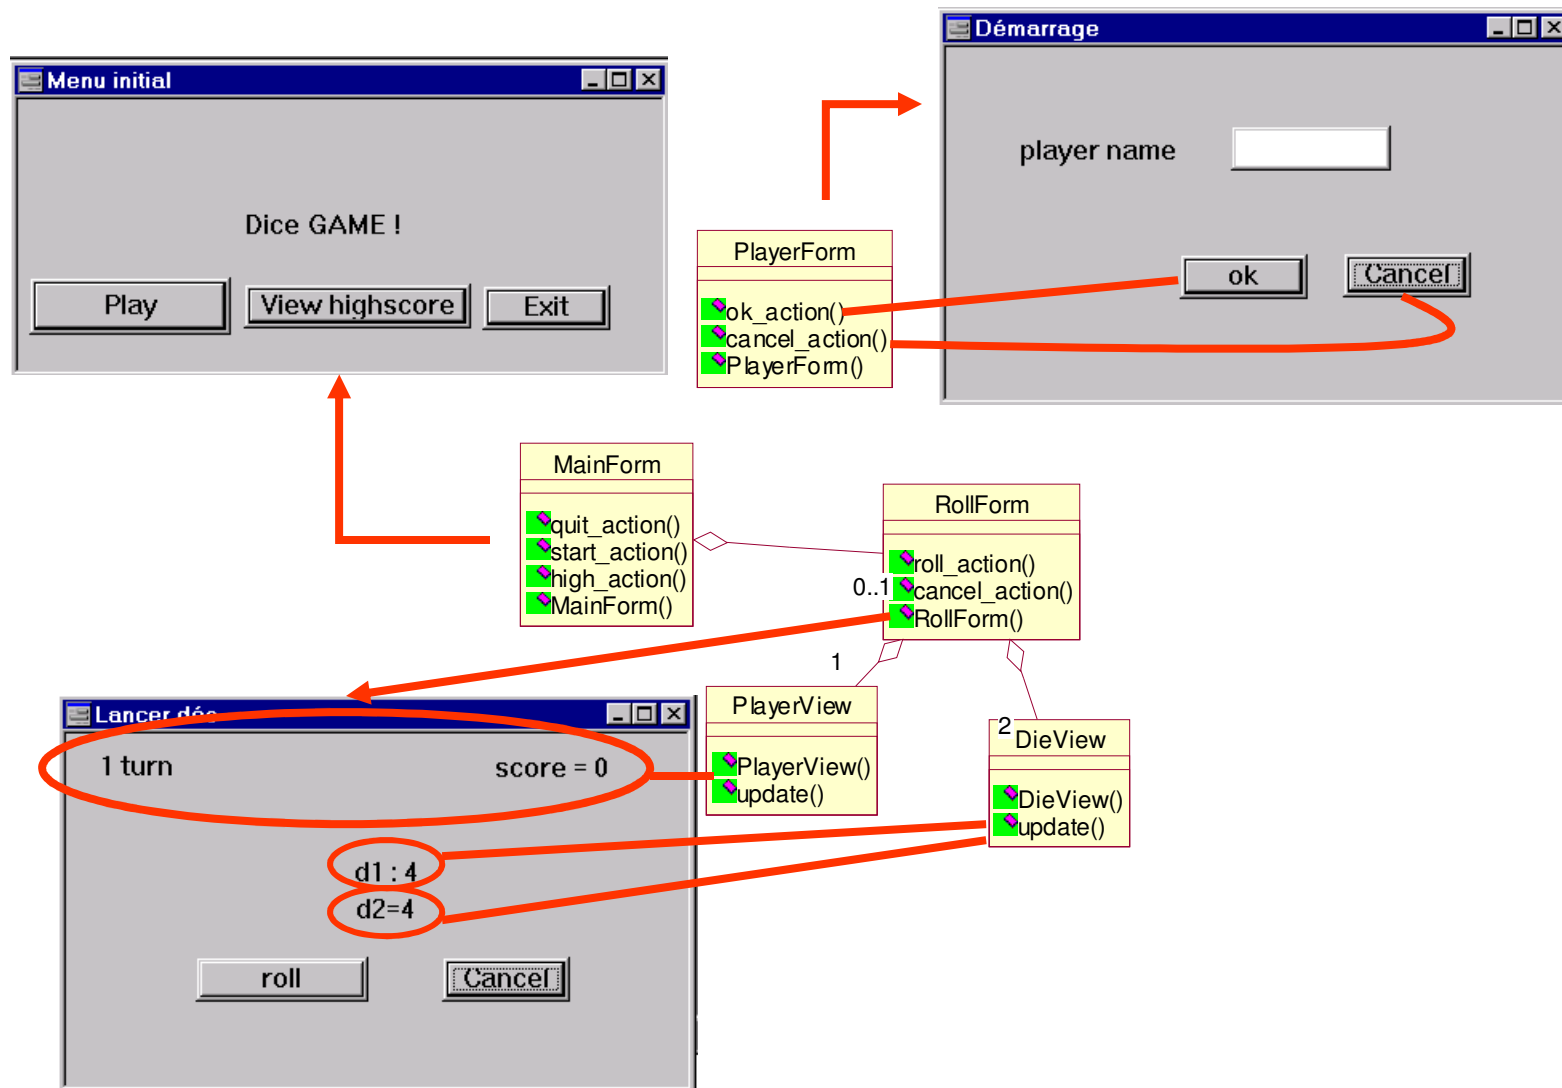 Démarrage
player name
ok
Cancel
Menu initial
Dice GAME !
Play
View highscore
Exit
PlayerForm
ok_action()
cancel_action()
PlayerForm()
MainForm
quit_action()
start_action()
high_action()
MainForm()
RollForm
roll_action()
cancel_action()
RollForm()
0..1
1
2
PlayerView
PlayerView()
update()
DieView
DieView()
update()
Lancer dés
1 turn
score = 0
d1 : 4
d2=4
roll
Cancel